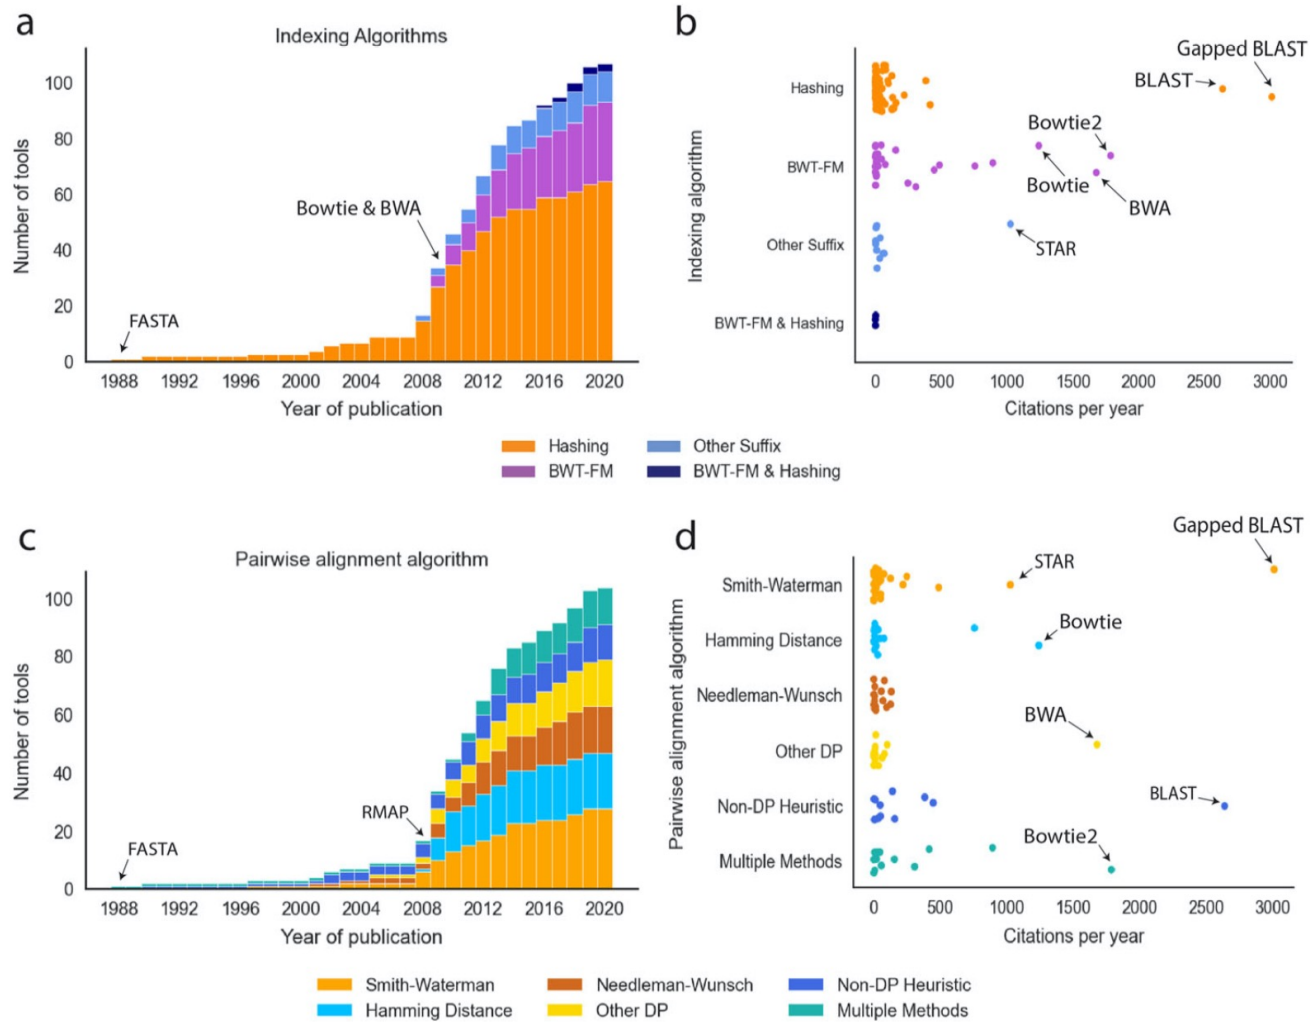 a
Indexing Algorithms
Number of tools
100
80
60
40
20
0
Bowtie & BWA
FASTA
1988 1992 1996 2000 2004 2008 2012 2016 2020
Year of publication
b
Indexing algorithm
Gapped BLAST
BLAST
Hashing
Bowtie2
BWT-FM
Bowtie
BWA
Other Suffix
STAR
BWT-FM & Hashing
0 500 1000 1500 2000 2500 3000
Citations per year
Hashing Other Suffix
BWT-FM BWT-FM & Hashing
c
Pairwise alignment algorithm
Number of tools
100
80
60
40
20
0
RMAP
FASTA
1988 1992 1996 2000 2004 2008 2012 2016 2020
Year of publication
d
Pairwise alignment algorithm
Gapped BLAST
STAR
Smith-Waterman
Bowtie
Hamming Distance
Needleman-Wunsch
BWA
Other DP
BLAST
Non-DP Heuristic
Bowtie2
Multiple Methods
0 500 1000 1500 2000 2500 3000
Citations per year
Smith-Waterman Needleman-Wunsch Non-DP Heuristic
Hamming Distance Other DP Multiple Methods